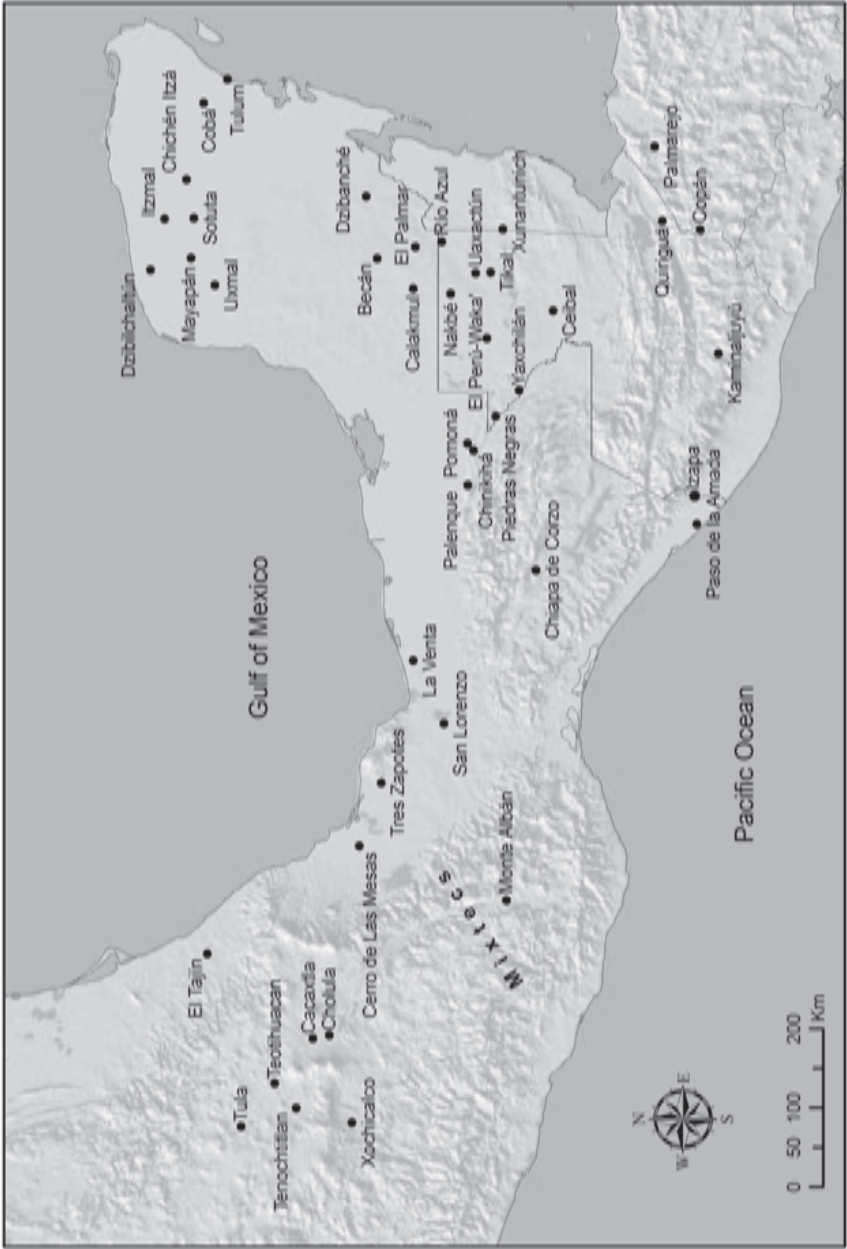 Gulf of Mexico
Pacific Ocean
El Tajín
Tula
Teotihuacan
Tenochtitlan
Cacaxtla
Cholula
Xochicalco
Cerro de Las Mesas
Mixtecs
Monte Albán
Tres Zapotes
San Lorenzo
La Venta
Chiapa de Corzo
Palenque
Pomoná
Chinikihá
Piedras Negras
Yaxchilán
El Perú-Waka'
Nakbé
Calakmul
El Palmar
Becán
Dzibanché
Río Azul
Uaxactún
Tikal
Xunantunich
Ceibal
Dzibilchaltún
Itzmal
Chichén Itzá
Cobá
Tulum
Mayapán
Sotuta
Uxmal
Quiriguá
Palmarejo
Copán
Kaminaljuyú
Izapa
Paso de la Amada
N
W
E
S
0 50 100 200
Km